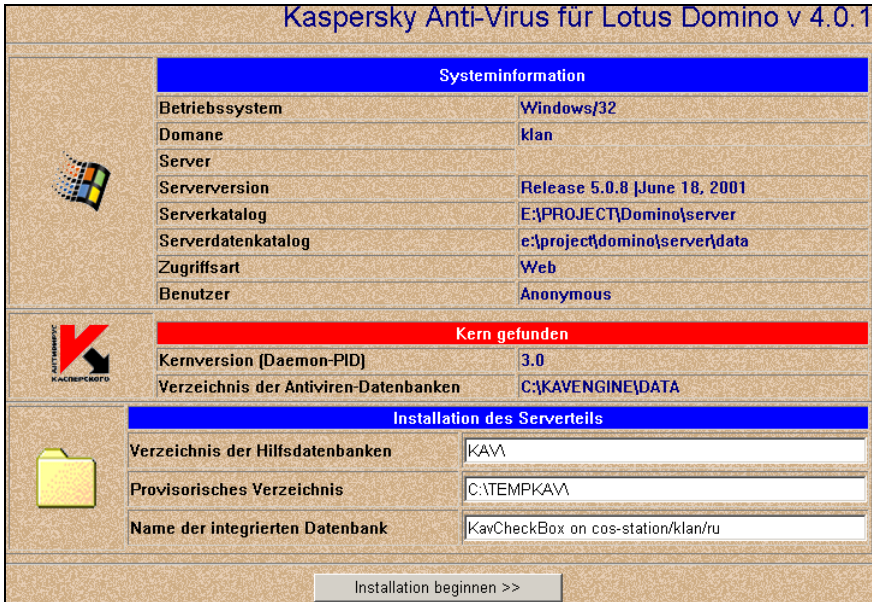 Kaspersky Anti-Virus für Lotus Domino v 4.0.1
Systeminformation
Betriebssystem Windows/32
Domane klan
Server
Serverversion Release 5.0.8 |June 18, 2001
Serverkatalog E:\PROJECT\Domino\server
Serverdatenkatalog e:\project\domino\server\data
Zugriffsart Web
Benutzer Anonymous
АНТИВИРУС
КАСПЕРСКОГО
Kern gefunden
Kernversion (Daemon-PID) 3.0
Verzeichnis der Antiviren-Datenbanken C:\KAVENGINE\DATA
Installation des Serverteils
Verzeichnis der Hilfsdatenbanken KAV\
Provisorisches Verzeichnis C:\TEMPKAV\
Name der integrierten Datenbank KavCheckBox on cos-station/klan/ru
Installation beginnen >>